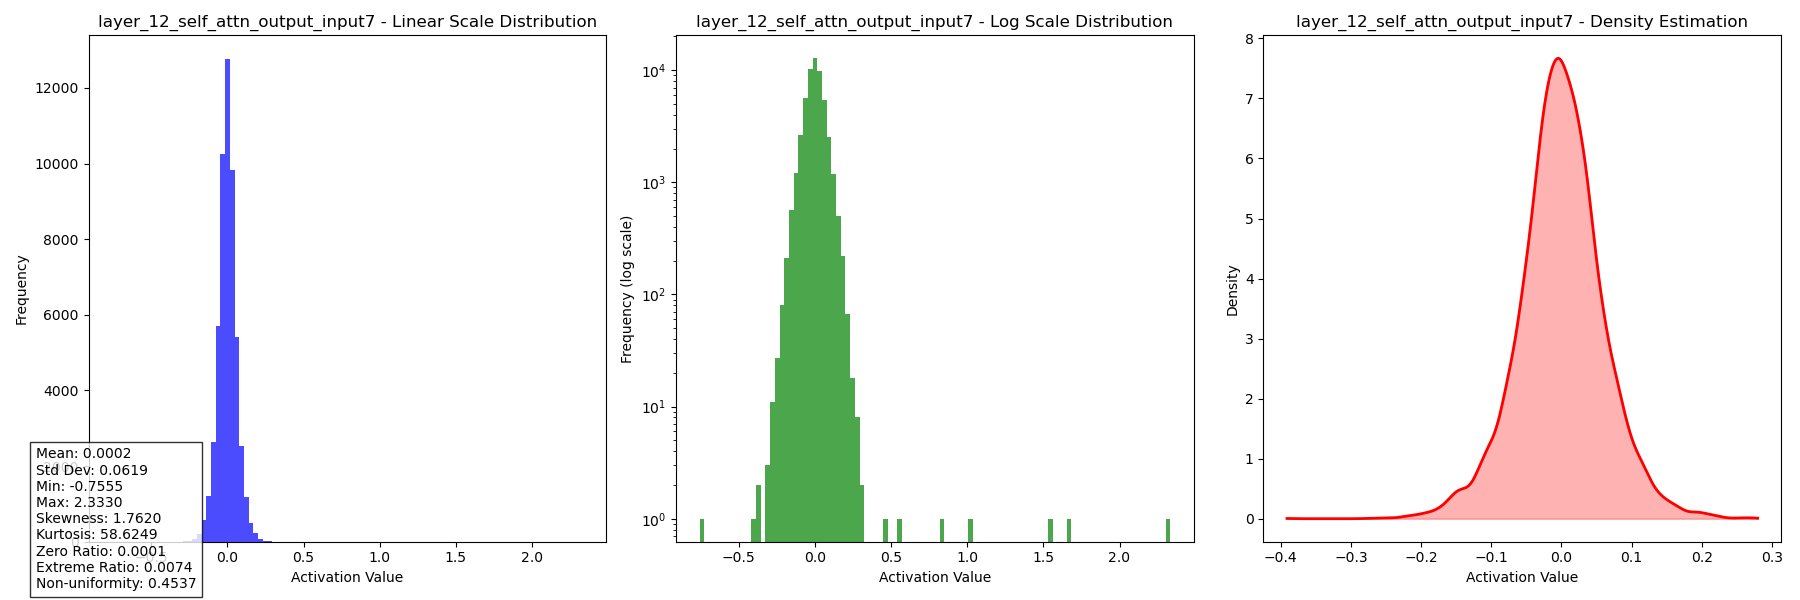 layer_12_self_attn_output_input7 - Linear Scale Distribution
Frequency
12000
10000
8000
6000
4000
0.0
0.5
1.0
1.5
2.0
Activation Value
Mean: 0.0002
Std Dev: 0.0619
Min: -0.7555
Max: 2.3330
Skewness: 1.7620
Kurtosis: 58.6249
Zero Ratio: 0.0001
Extreme Ratio: 0.0074
Non-uniformity: 0.4537
layer_12_self_attn_output_input7 - Log Scale Distribution
Frequency (log scale)
10⁴
10³
10²
10¹
10⁰
−0.5
0.0
0.5
1.0
1.5
2.0
Activation Value
layer_12_self_attn_output_input7 - Density Estimation
Density
8
7
6
5
4
3
2
1
0
−0.4
−0.3
−0.2
−0.1
0.0
0.1
0.2
0.3
Activation Value